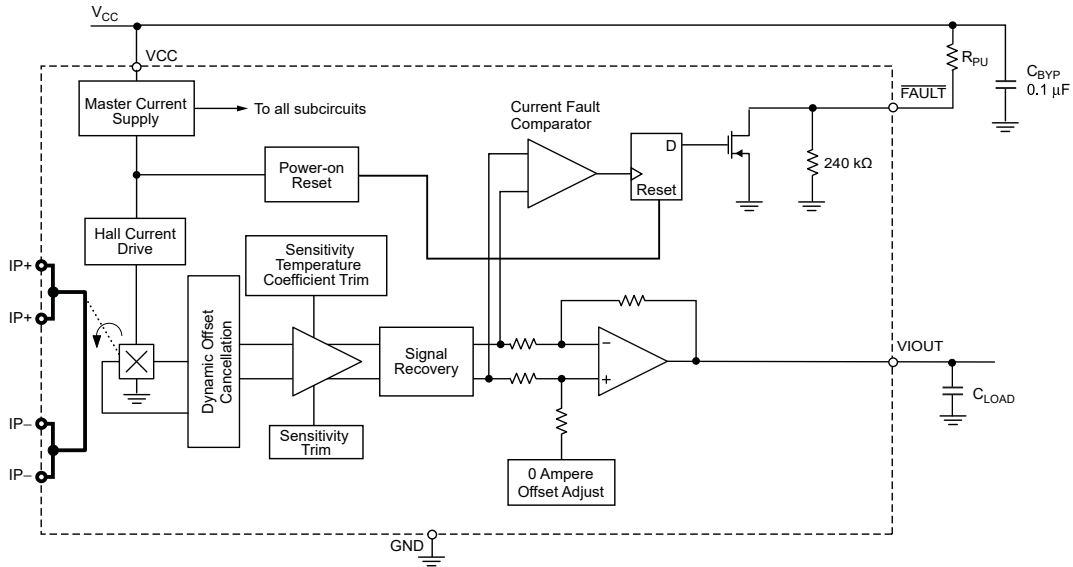 VCC
VCC
RPU
CBYP
0.1 µF
FAULT
Master Current
Supply
To all subcircuits
Current Fault
Comparator
D
Reset
240 kΩ
Power-on
Reset
Hall Current
Drive
IP+
IP+
IP–
IP–
Sensitivity
Temperature
Coefficient Trim
Dynamic Offset
Cancellation
Signal
Recovery
Sensitivity
Trim
–
+
0 Ampere
Offset Adjust
VIOUT
CLOAD
GND